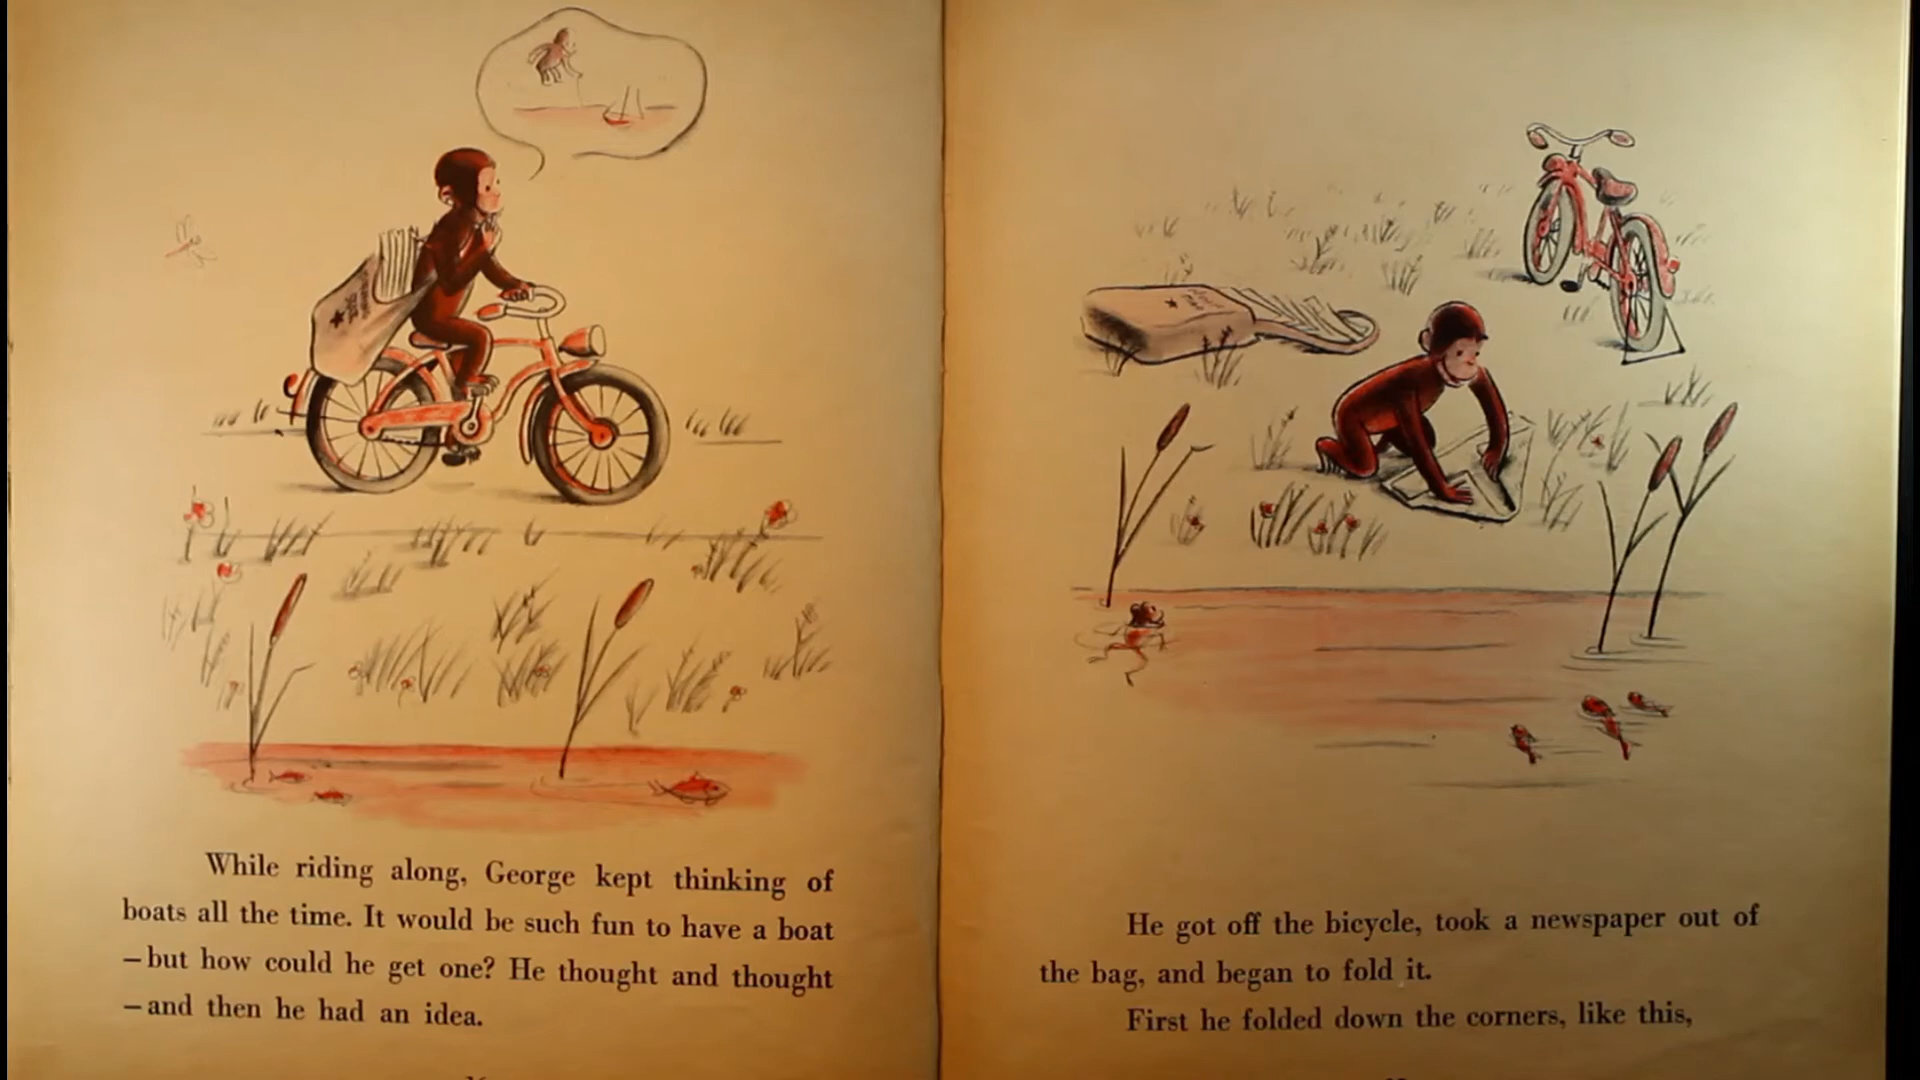 While riding along, George kept thinking of
boats all the time. It would be such fun to have a boat
—but how could he get one? He thought and thought
—and then he had an idea.
He got off the bicycle, took a newspaper out of
the bag, and began to fold it.
First he folded down the corners, like this,